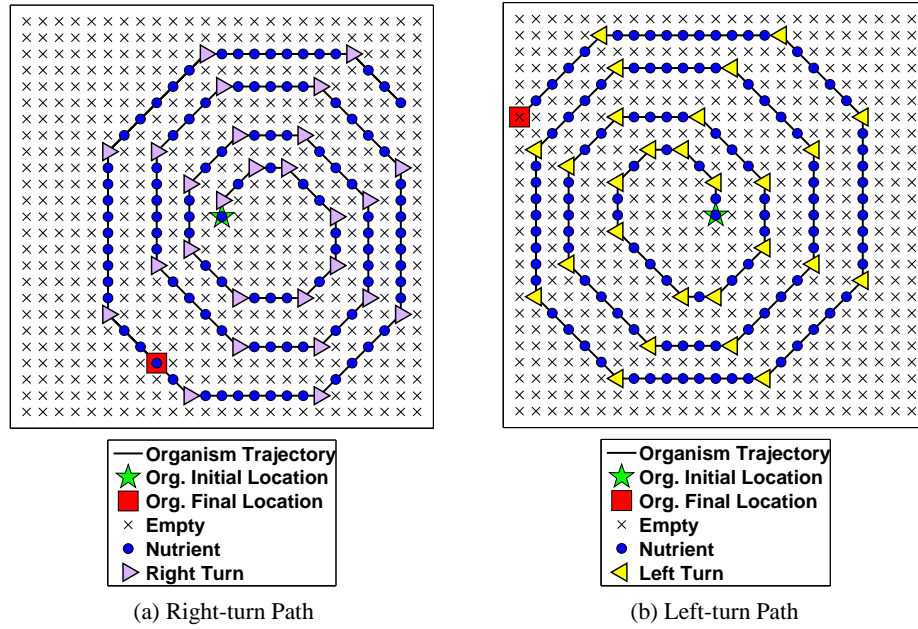 Organism Trajectory
Org. Initial Location
Org. Final Location
Empty
Nutrient
Right Turn
(a) Right-turn Path
Organism Trajectory
Org. Initial Location
Org. Final Location
Empty
Nutrient
Left Turn
(b) Left-turn Path